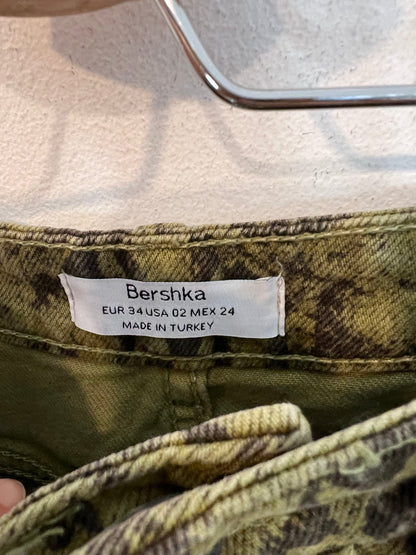 Bershka
EUR 34 USA 02 MEX 24
MADE IN TURKEY